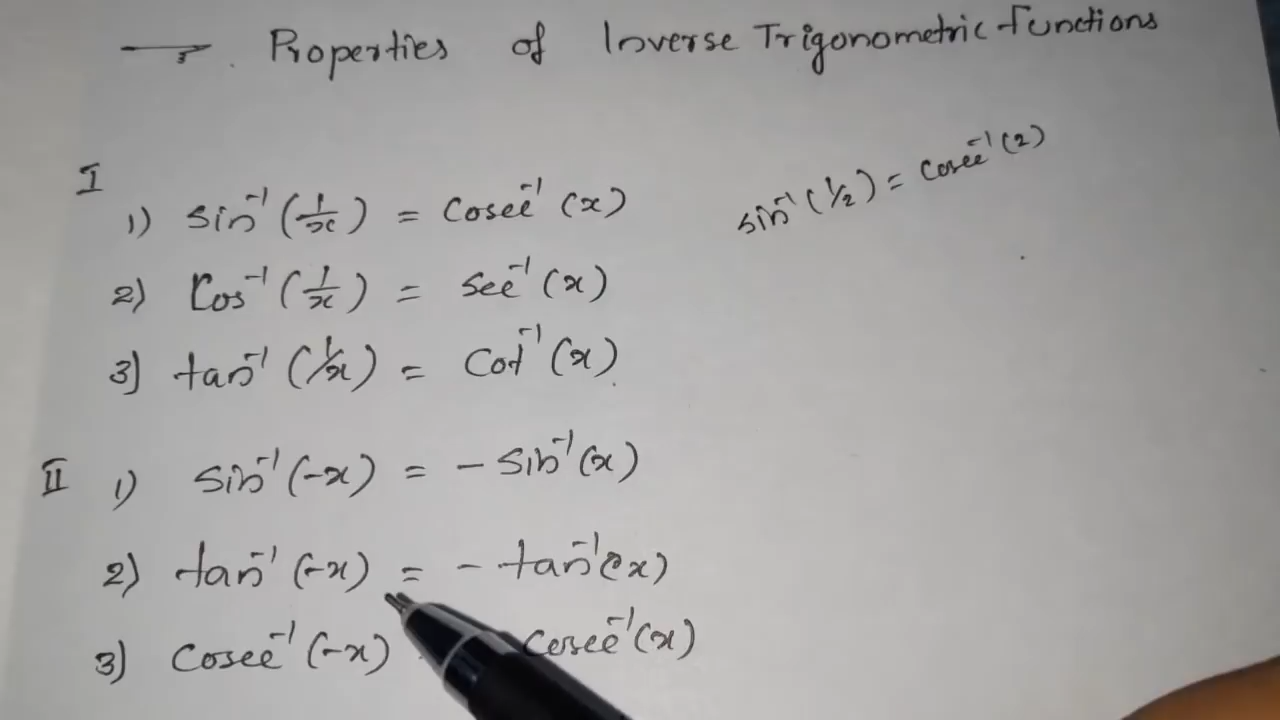 → Properties of Inverse Trigonometric functions
I
1) sin⁻¹(1/x) = Cosec⁻¹(x)
sin⁻¹(1/2) = Cosec⁻¹(2)
2) Cos⁻¹(1/x) = Sec⁻¹(x)
3) tan⁻¹(1/x) = Cot⁻¹(x)
II 1) sin⁻¹(-x) = - Sin⁻¹(x)
2) tan⁻¹(-x) = - tan⁻¹(x)
3) Cosec⁻¹(-x) Cosec⁻¹(x)